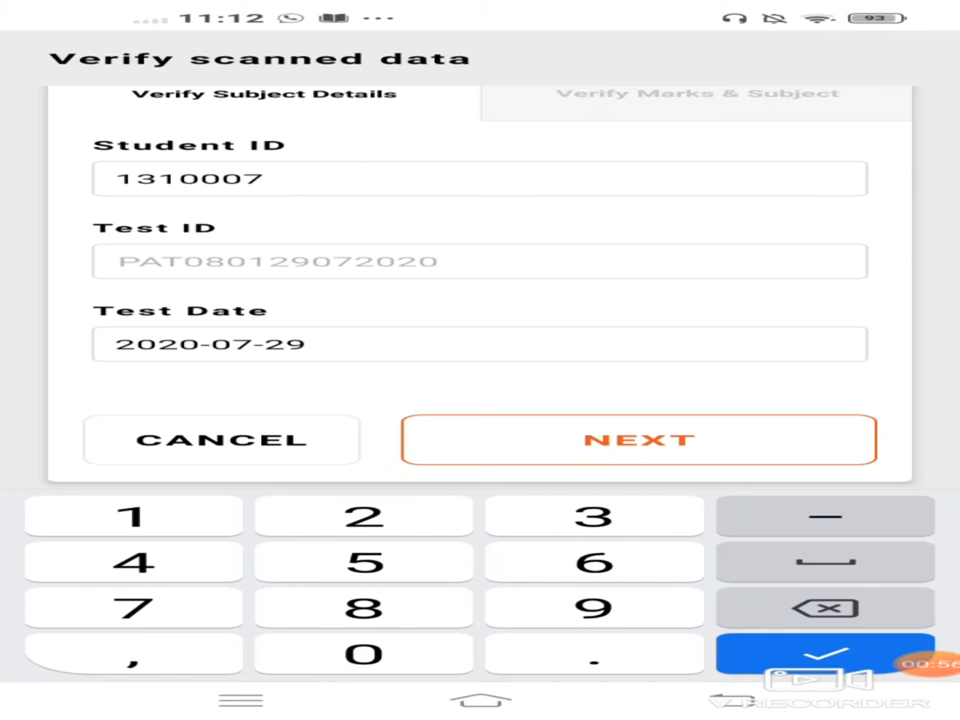 11:12 ... 93
Verify scanned data
Verify Subject Details Verify Marks & Subject
Student ID
1310007
Test ID
PAT080129072020
Test Date
2020-07-29
CANCEL NEXT
1 2 3 –
4 5 6
7 8 9
, 0 .
00:56
V RECORDER